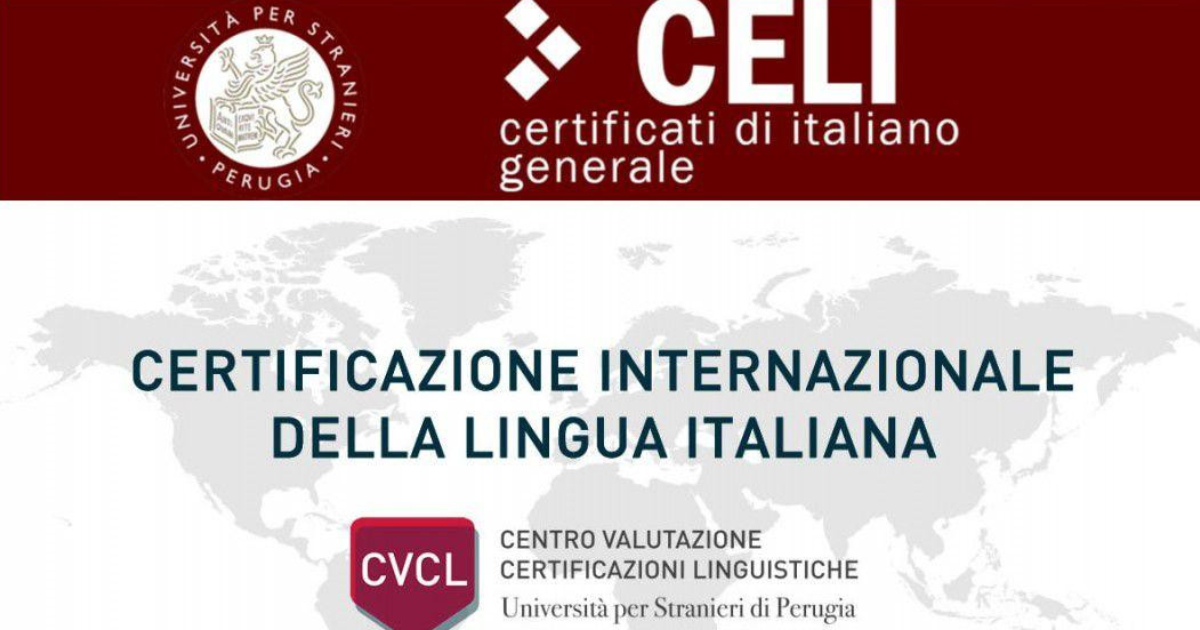 UNIVERSITÀ PER STRANIERI • PERUGIA •
CELI
certificati di italiano
generale
CERTIFICAZIONE INTERNAZIONALE
DELLA LINGUA ITALIANA
CVCL
CENTRO VALUTAZIONE
CERTIFICAZIONI LINGUISTICHE
Università per Stranieri di Perugia